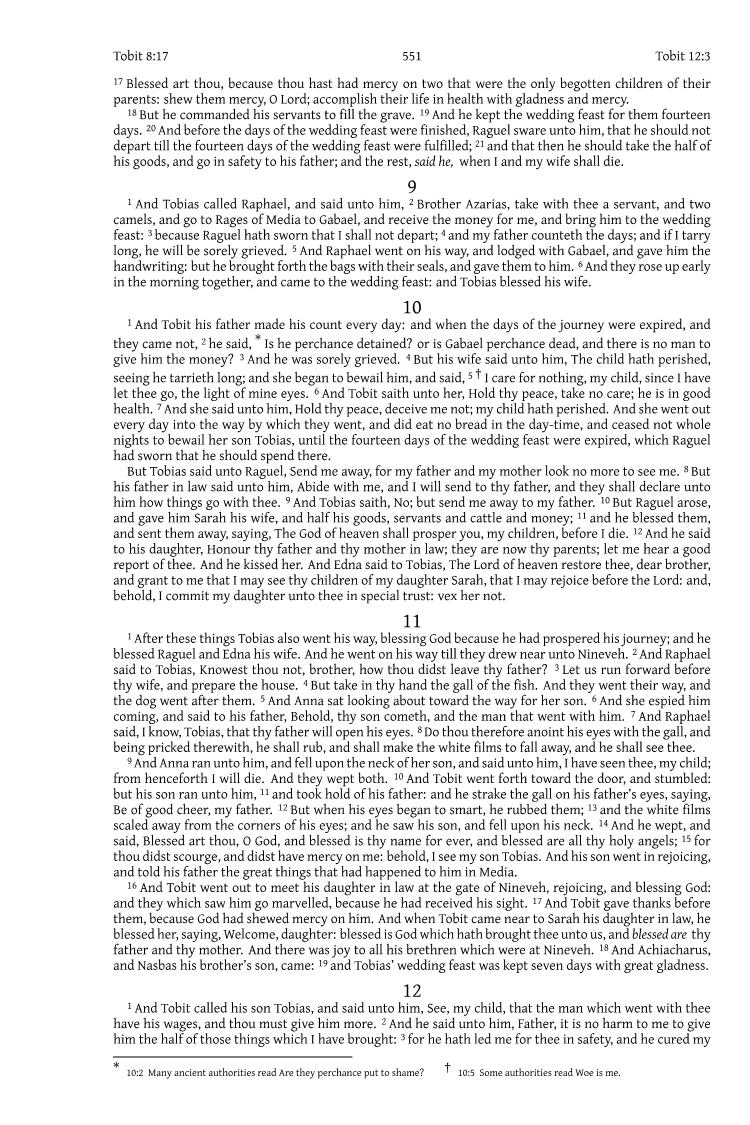 Tobit 8:17 551 Tobit 12:3
17 Blessed art thou, because thou hast had mercy on two that were the only begotten children of their
parents: shew them mercy, O Lord; accomplish their life in health with gladness and mercy.
18 But he commanded his servants to fill the grave. 19 And he kept the wedding feast for them fourteen
days. 20 And before the days of the wedding feast were finished, Raguel sware unto him, that he should not
depart till the fourteen days of the wedding feast were fulfilled; 21 and that then he should take the half of
his goods, and go in safety to his father; and the rest, said he, when I and my wife shall die.
9
1 And Tobias called Raphael, and said unto him, 2 Brother Azarias, take with thee a servant, and two
camels, and go to Rages of Media to Gabael, and receive the money for me, and bring him to the wedding
feast: 3 because Raguel hath sworn that I shall not depart; 4 and my father counteth the days; and if I tarry
long, he will be sorely grieved. 5 And Raphael went on his way, and lodged with Gabael, and gave him the
handwriting: but he brought forth the bags with their seals, and gave them to him. 6 And they rose up early
in the morning together, and came to the wedding feast: and Tobias blessed his wife.
10
1 And Tobit his father made his count every day: and when the days of the journey were expired, and
they came not, 2 he said, * Is he perchance detained? or is Gabael perchance dead, and there is no man to
give him the money? 3 And he was sorely grieved. 4 But his wife said unto him, The child hath perished,
seeing he tarrieth long; and she began to bewail him, and said, 5 † I care for nothing, my child, since I have
let thee go, the light of mine eyes. 6 And Tobit saith unto her, Hold thy peace, take no care; he is in good
health. 7 And she said unto him, Hold thy peace, deceive me not; my child hath perished. And she went out
every day into the way by which they went, and did eat no bread in the day-time, and ceased not whole
nights to bewail her son Tobias, until the fourteen days of the wedding feast were expired, which Raguel
had sworn that he should spend there.
But Tobias said unto Raguel, Send me away, for my father and my mother look no more to see me. 8 But
his father in law said unto him, Abide with me, and I will send to thy father, and they shall declare unto
him how things go with thee. 9 And Tobias saith, No; but send me away to my father. 10 But Raguel arose,
and gave him Sarah his wife, and half his goods, servants and cattle and money; 11 and he blessed them,
and sent them away, saying, The God of heaven shall prosper you, my children, before I die. 12 And he said
to his daughter, Honour thy father and thy mother in law; they are now thy parents; let me hear a good
report of thee. And he kissed her. And Edna said to Tobias, The Lord of heaven restore thee, dear brother,
and grant to me that I may see thy children of my daughter Sarah, that I may rejoice before the Lord: and,
behold, I commit my daughter unto thee in special trust: vex her not.
11
1 After these things Tobias also went his way, blessing God because he had prospered his journey; and he
blessed Raguel and Edna his wife. And he went on his way till they drew near unto Nineveh. 2 And Raphael
said to Tobias, Knowest thou not, brother, how thou didst leave thy father? 3 Let us run forward before
thy wife, and prepare the house. 4 But take in thy hand the gall of the fish. And they went their way, and
the dog went after them. 5 And Anna sat looking about toward the way for her son. 6 And she espied him
coming, and said to his father, Behold, thy son cometh, and the man that went with him. 7 And Raphael
said, I know, Tobias, that thy father will open his eyes. 8 Do thou therefore anoint his eyes with the gall, and
being pricked therewith, he shall rub, and shall make the white films to fall away, and he shall see thee.
9 And Anna ran unto him, and fell upon the neck of her son, and said unto him, I have seen thee, my child;
from henceforth I will die. And they wept both. 10 And Tobit went forth toward the door, and stumbled:
but his son ran unto him, 11 and took hold of his father: and he strake the gall on his father's eyes, saying,
Be of good cheer, my father. 12 But when his eyes began to smart, he rubbed them; 13 and the white films
scaled away from the corners of his eyes; and he saw his son, and fell upon his neck. 14 And he wept, and
said, Blessed art thou, O God, and blessed is thy name for ever, and blessed are all thy holy angels; 15 for
thou didst scourge, and didst have mercy on me: behold, I see my son Tobias. And his son went in rejoicing,
and told his father the great things that had happened to him in Media.
16 And Tobit went out to meet his daughter in law at the gate of Nineveh, rejoicing, and blessing God:
and they which saw him go marvelled, because he had received his sight. 17 And Tobit gave thanks before
them, because God had shewed mercy on him. And when Tobit came near to Sarah his daughter in law, he
blessed her, saying, Welcome, daughter: blessed is God which hath brought thee unto us, and blessed are thy
father and thy mother. And there was joy to all his brethren which were at Nineveh. 18 And Achiacharus,
and Nasbas his brother's son, came: 19 and Tobias' wedding feast was kept seven days with great gladness.
12
1 And Tobit called his son Tobias, and said unto him, See, my child, that the man which went with thee
have his wages, and thou must give him more. 2 And he said unto him, Father, it is no harm to me to give
him the half of those things which I have brought: 3 for he hath led me for thee in safety, and he cured my
* 10:2 Many ancient authorities read Are they perchance put to shame? † 10:5 Some authorities read Woe is me.